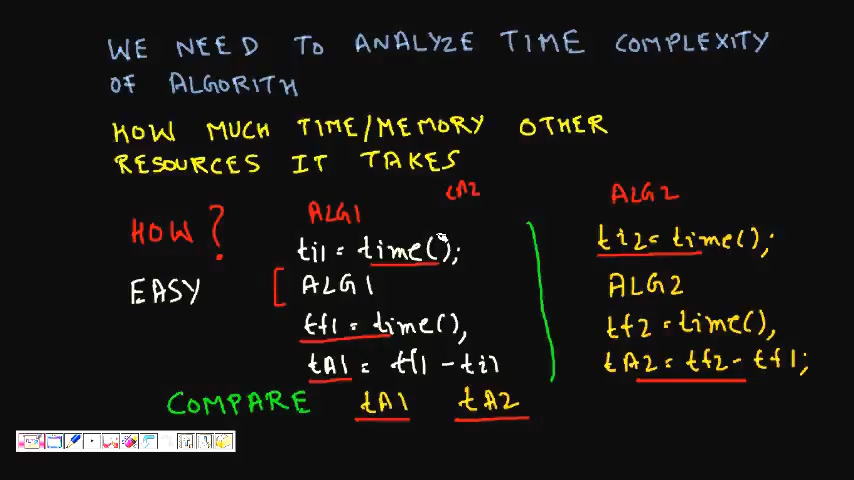 WE NEED TO ANALYZE TIME COMPLEXITY
OF ALGORITH
HOW MUCH TIME/MEMORY OTHER
RESOURCES IT TAKES
HOW?
EASY
ALG1
tA2
ti1 = time();
ALG1
tf1 = time(),
tA1 = tf1 - ti1
ALG2
ti2 = time();
ALG2
tf2 = time(),
tA2 = tf2 - tf1;
COMPARE tA1 tA2